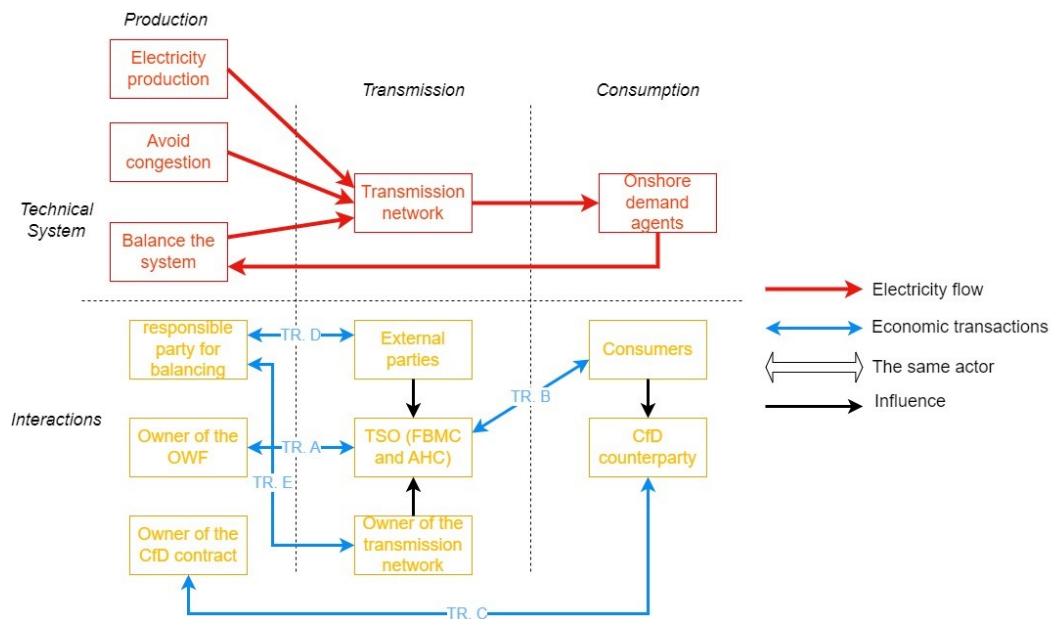 Production
Electricity
production
Transmission
Consumption
Avoid
congestion
Transmission
network
Onshore
demand
agents
Technical
System
Balance the
system
Electricity flow
Economic transactions
The same actor
Influence
responsible
party for
balancing
TR. D
External
parties
Consumers
TR. B
Interactions
Owner of the
OWF
TR. A
TSO (FBMC
and AHC)
CfD
counterparty
TR. E
Owner of the
CfD contract
Owner of the
transmission
network
TR. C